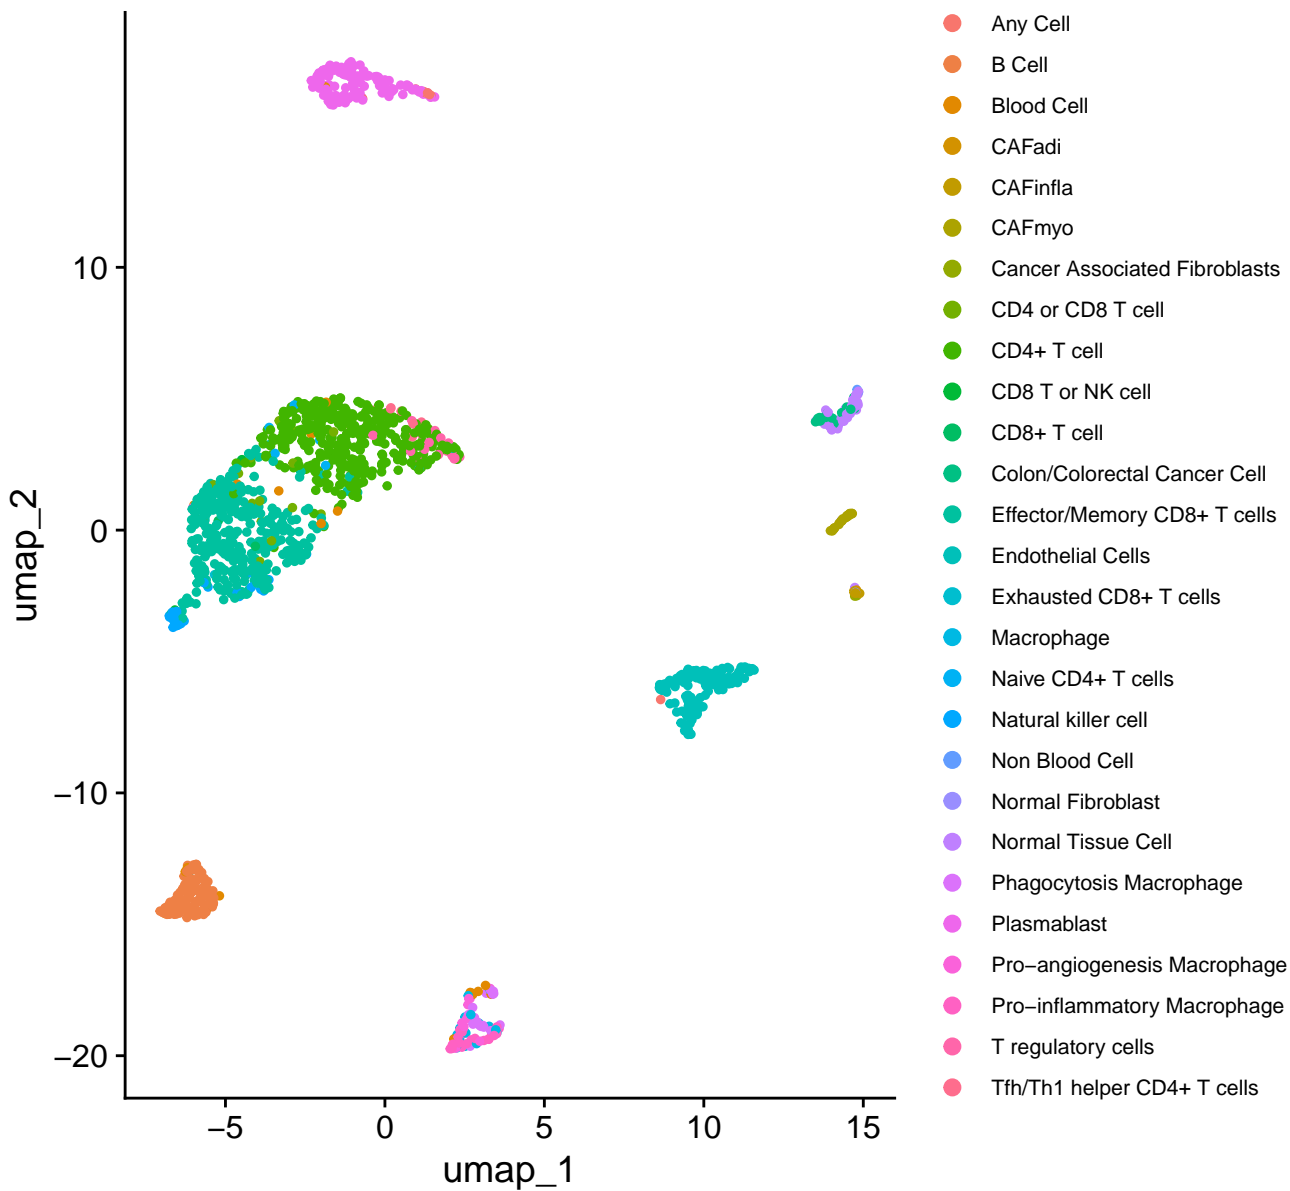 Any Cell
B Cell
Blood Cell
CAFadi
CAFinfla
CAFmyo
Cancer Associated Fibroblasts
CD4 or CD8 T cell
CD4+ T cell
CD8 T or NK cell
CD8+ T cell
Colon/Colorectal Cancer Cell
Effector/Memory CD8+ T cells
Endothelial Cells
Exhausted CD8+ T cells
Macrophage
Naive CD4+ T cells
Natural killer cell
Non Blood Cell
Normal Fibroblast
Normal Tissue Cell
Phagocytosis Macrophage
Plasmablast
Pro−angiogenesis Macrophage
Pro−inflammatory Macrophage
T regulatory cells
Tfh/Th1 helper CD4+ T cells
10
0
−10
−20
umap_2
−5 0 5 10 15
umap_1